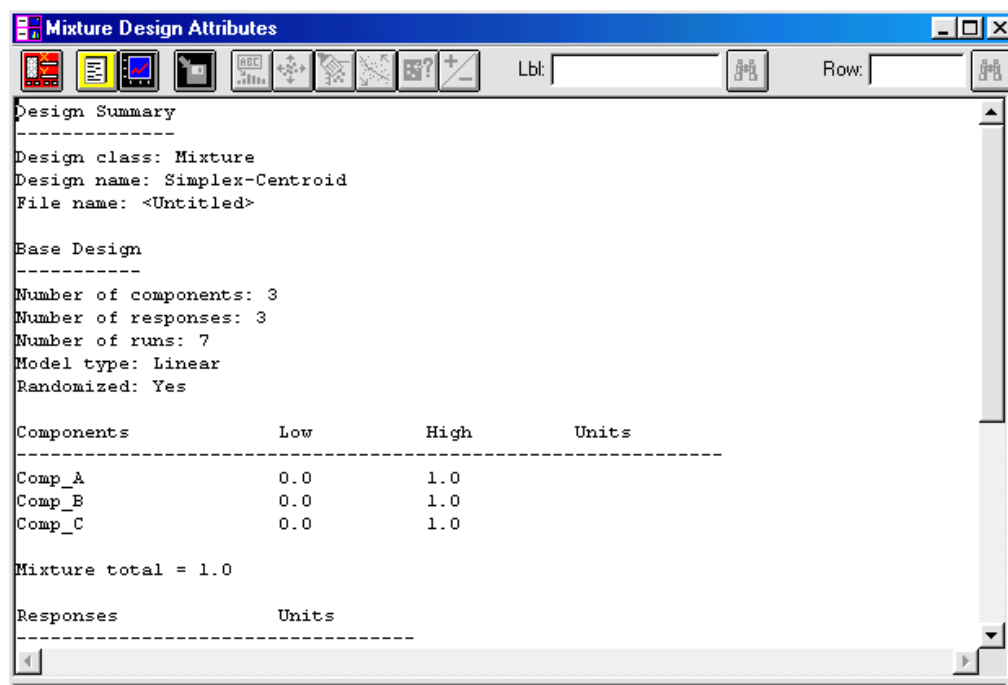 Mixture Design Attributes
ABC
Lbl:
Row:
Design Summary
--------------
Design class: Mixture
Design name: Simplex-Centroid
File name: <Untitled>
Base Design
-----------
Number of components: 3
Number of responses: 3
Number of runs: 7
Model type: Linear
Randomized: Yes
Components Low High Units
----------------------------------------------------------------
Comp_A 0.0 1.0
Comp_B 0.0 1.0
Comp_C 0.0 1.0
Mixture total = 1.0
Responses Units
------------------------------------